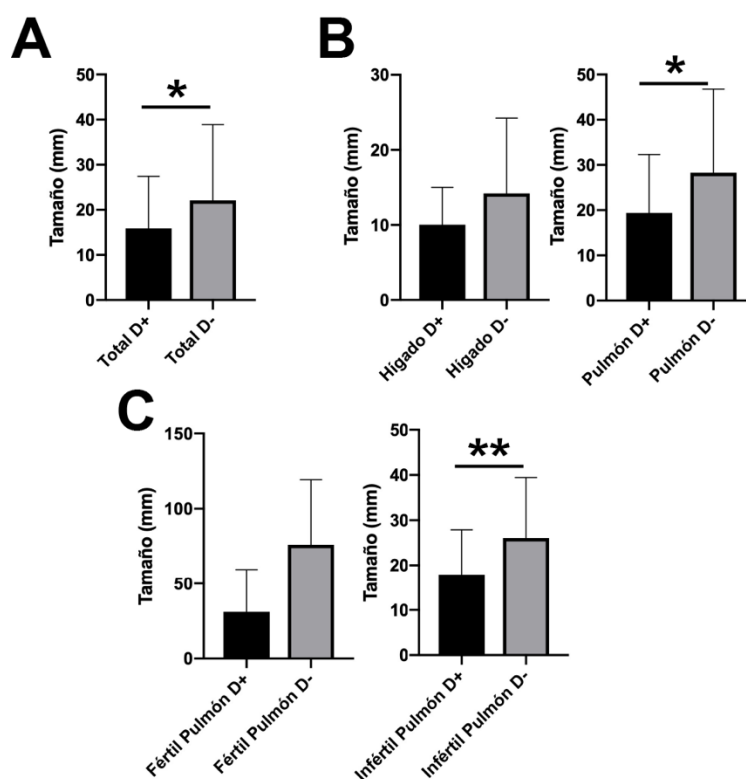 A
Tamaño (mm)
50
40
30
20
10
0
*
Total D+
Total D-
B
Tamaño (mm)
30
20
10
0
Hígado D+
Hígado D-
Tamaño (mm)
50
40
30
20
10
0
*
Pulmón D+
Pulmón D-
C
Tamaño (mm)
150
100
50
0
Fértil Pulmón D+
Fértil Pulmón D-
Tamaño (mm)
50
40
30
20
10
0
**
Infértil Pulmón D+
Infértil Pulmón D-